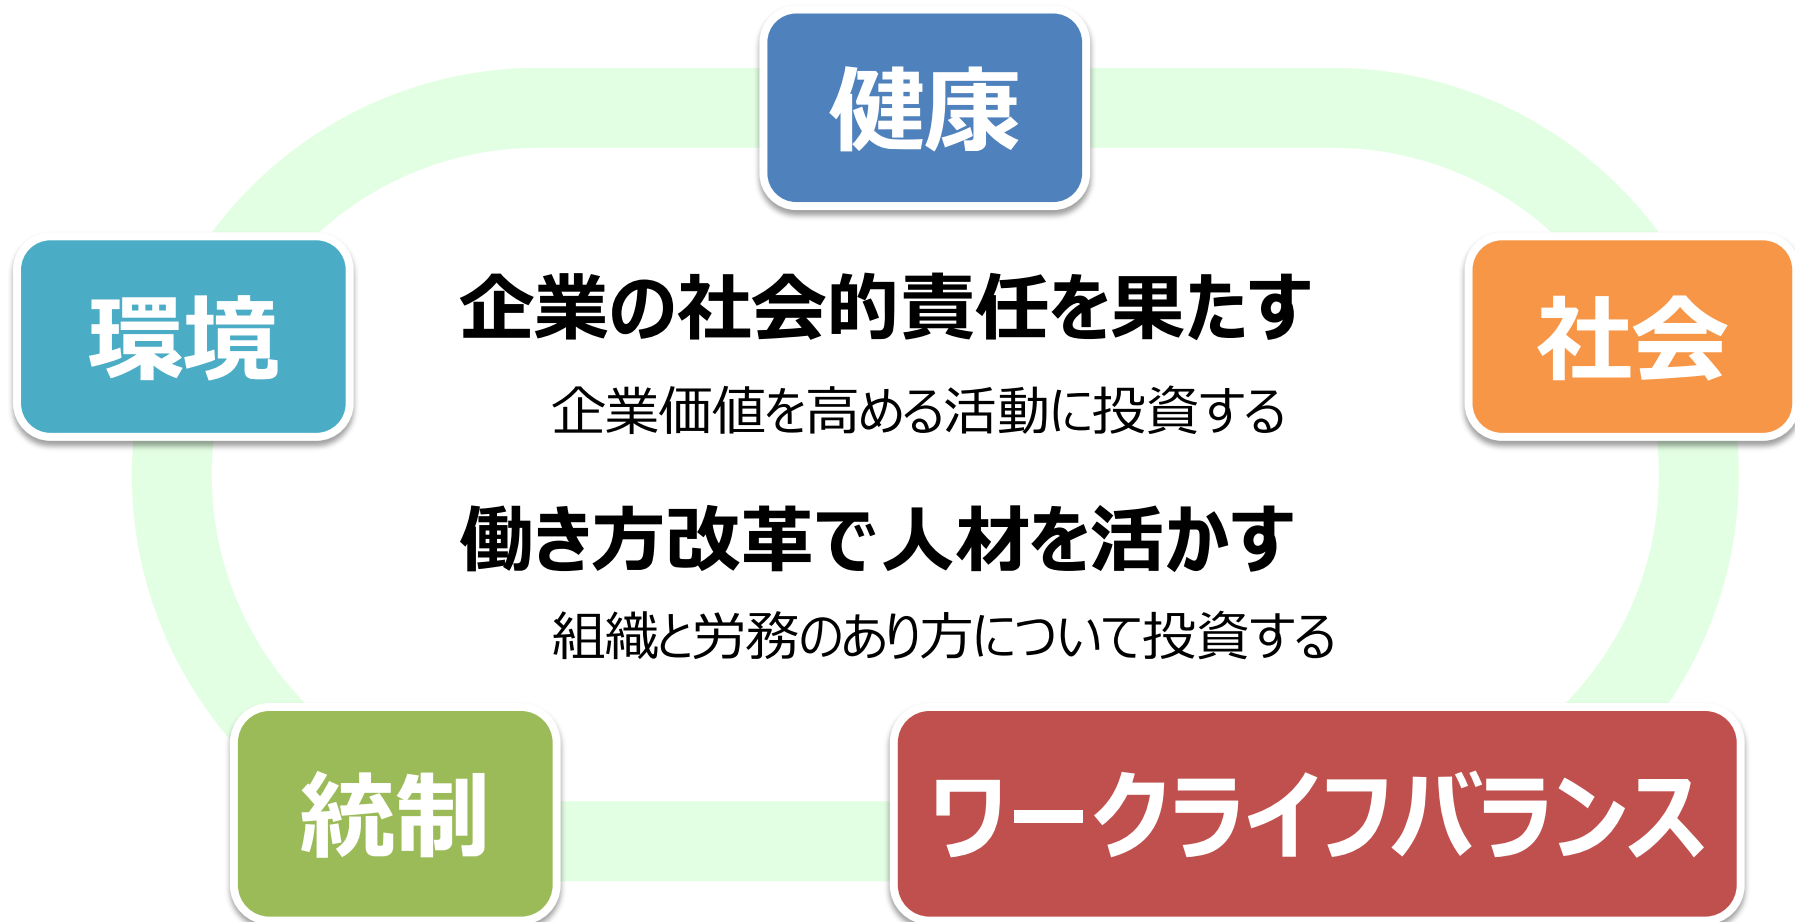 健康
環境
社会
企業の社会的責任を果たす
企業価値を高める活動に投資する
働き方改革で人材を活かす
組織と労務のあり方について投資する
統制
ワークライフバランス